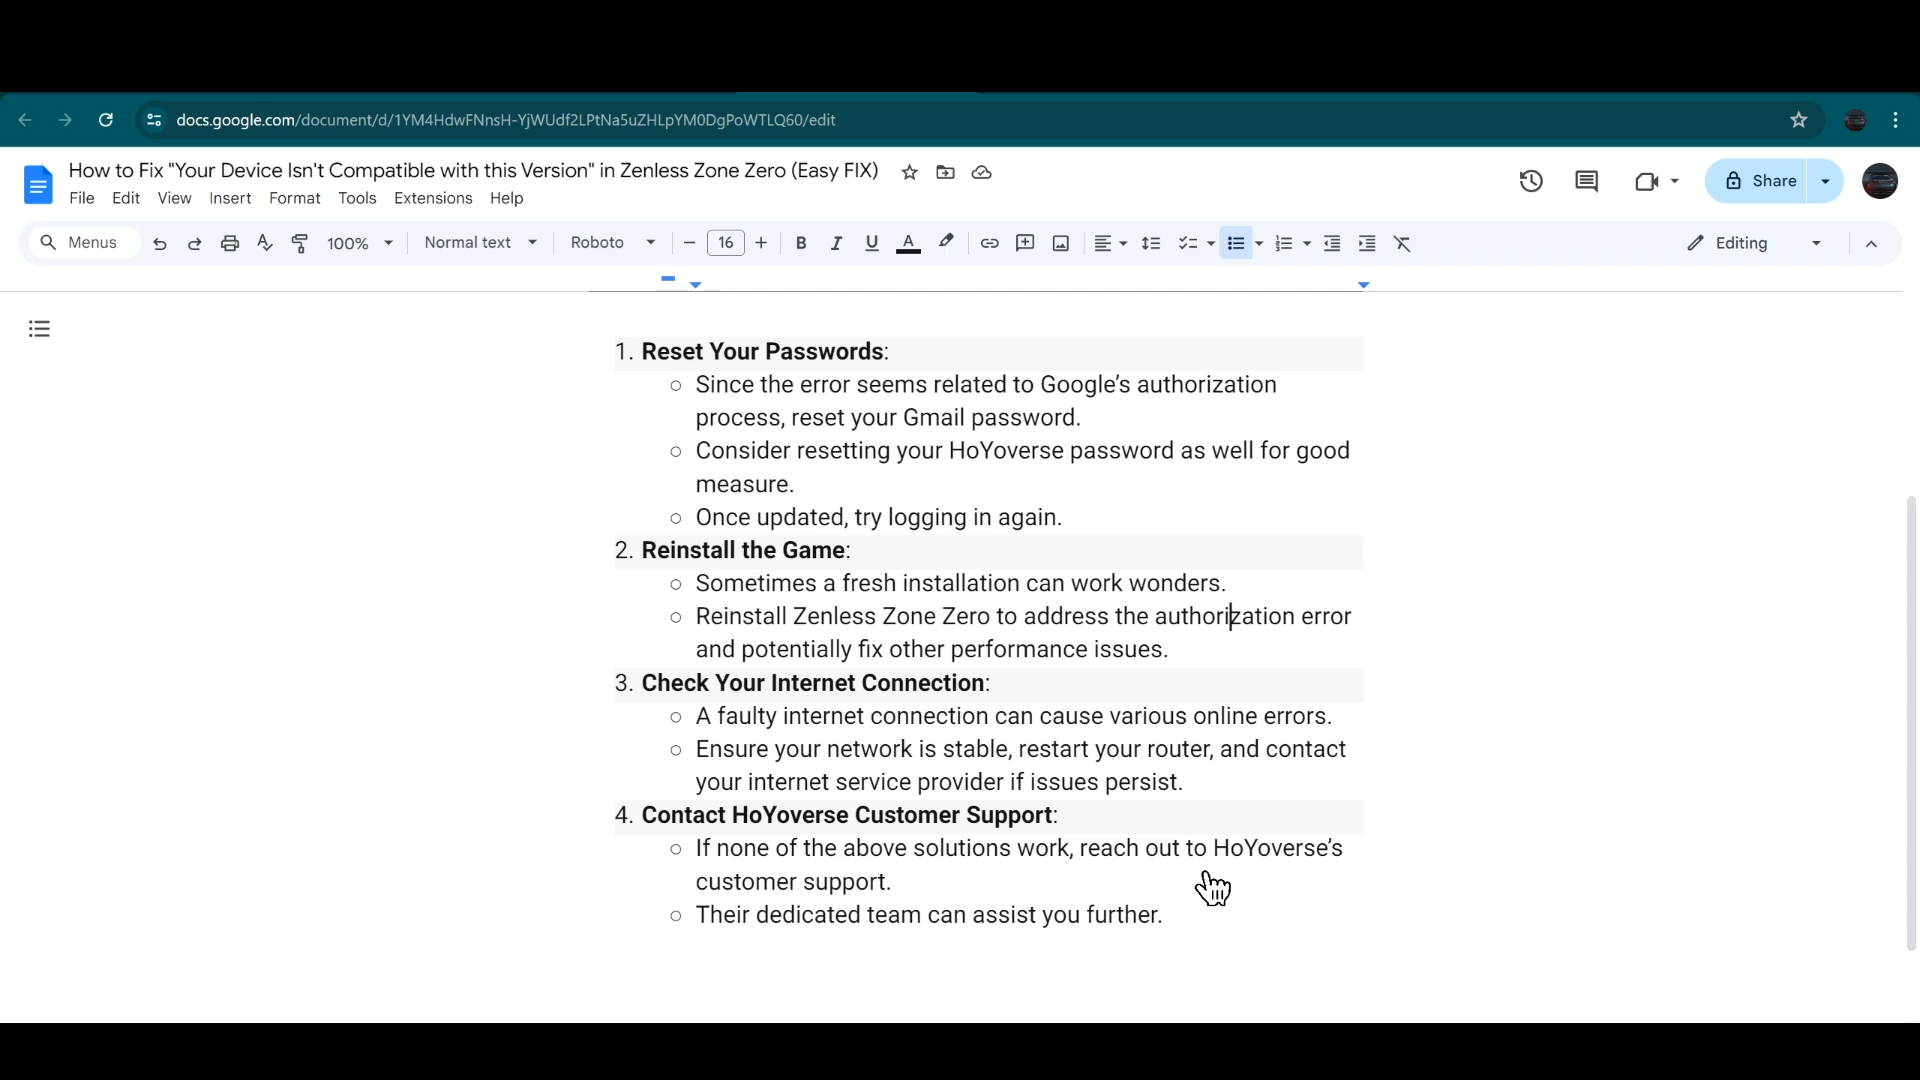 docs.google.com/document/d/1YM4HdwFNnsH-YjWUdf2LPtNa5uZHLpYM0DgPoWTLQ60/edit
How to Fix "Your Device Isn't Compatible with this Version" in Zenless Zone Zero (Easy FIX)
File Edit View Insert Format Tools Extensions Help
Share
Menus 100% Normal text Roboto 16 Editing
1. Reset Your Passwords:
○ Since the error seems related to Google’s authorization
process, reset your Gmail password.
○ Consider resetting your HoYoverse password as well for good
measure.
○ Once updated, try logging in again.
2. Reinstall the Game:
○ Sometimes a fresh installation can work wonders.
○ Reinstall Zenless Zone Zero to address the authorization error
and potentially fix other performance issues.
3. Check Your Internet Connection:
○ A faulty internet connection can cause various online errors.
○ Ensure your network is stable, restart your router, and contact
your internet service provider if issues persist.
4. Contact HoYoverse Customer Support:
○ If none of the above solutions work, reach out to HoYoverse’s
customer support.
○ Their dedicated team can assist you further.